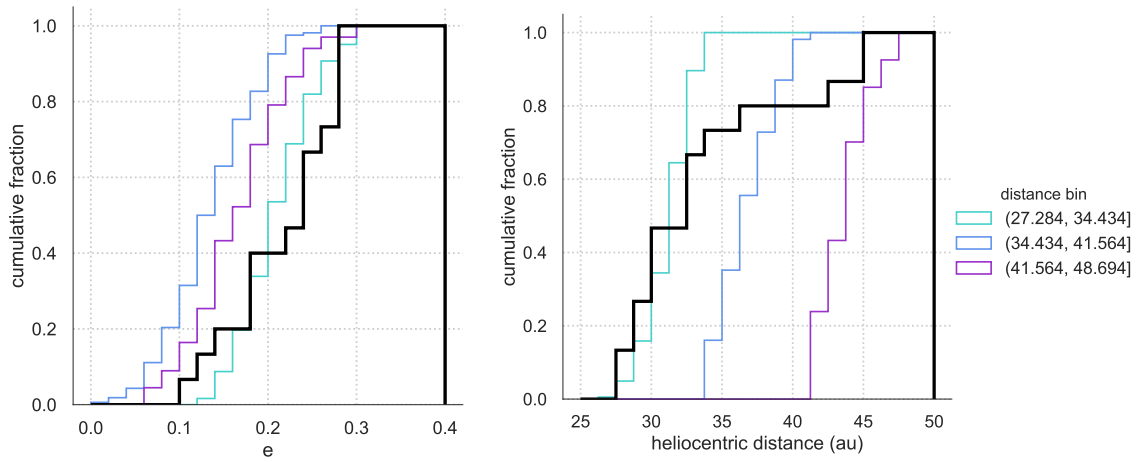 cumulative fraction
1.0
0.8
0.6
0.4
0.2
0.0
0.0 0.1 0.2 0.3 0.4
e
cumulative fraction
1.0
0.8
0.6
0.4
0.2
0.0
25 30 35 40 45 50
heliocentric distance (au)
distance bin
(27.284, 34.434]
(34.434, 41.564]
(41.564, 48.694]